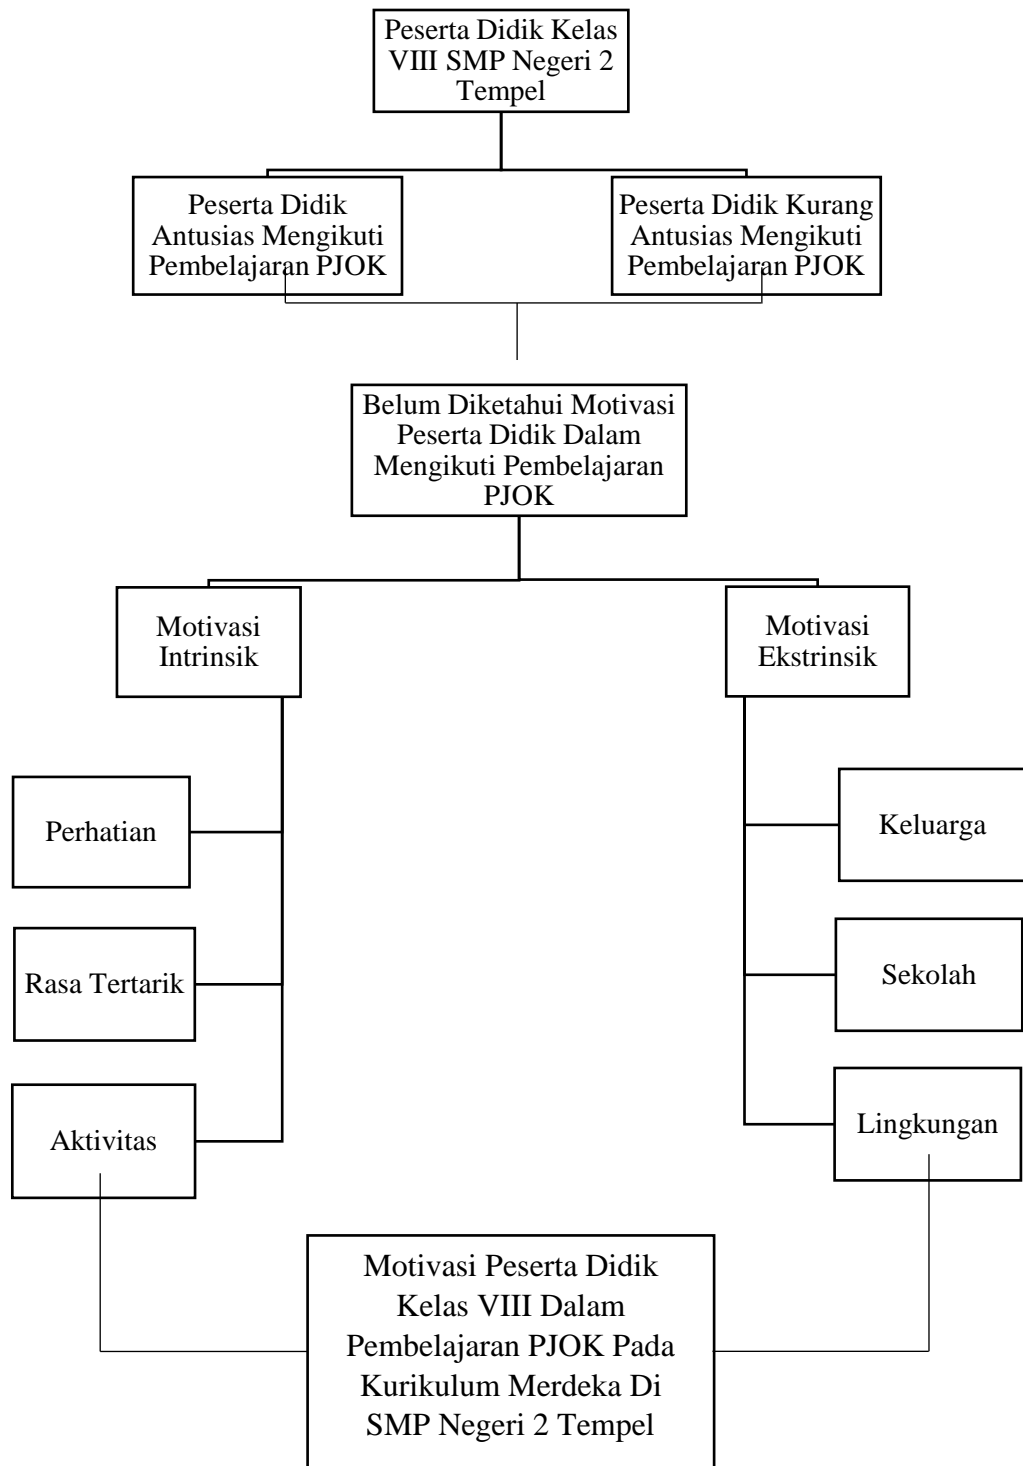 Peserta Didik Kelas
VIII SMP Negeri 2
Tempel
Peserta Didik
Antusias Mengikuti
Pembelajaran PJOK
Peserta Didik Kurang
Antusias Mengikuti
Pembelajaran PJOK
Belum Diketahui Motivasi
Peserta Didik Dalam
Mengikuti Pembelajaran
PJOK
Motivasi
Intrinsik
Motivasi
Ekstrinsik
Perhatian
Rasa Tertarik
Aktivitas
Keluarga
Sekolah
Lingkungan
Motivasi Peserta Didik
Kelas VIII Dalam
Pembelajaran PJOK Pada
Kurikulum Merdeka Di
SMP Negeri 2 Tempel